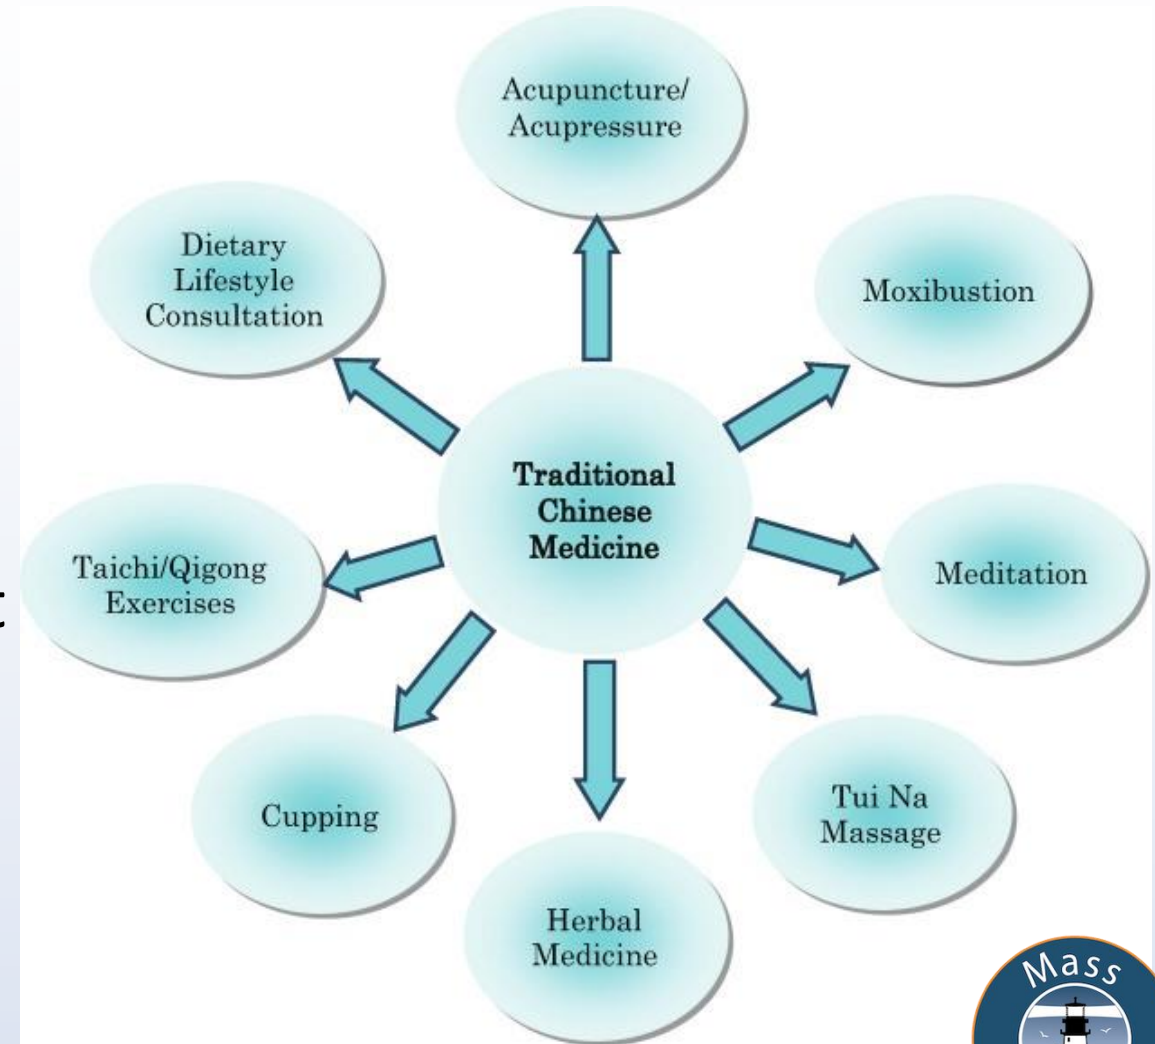 Acupuncture/
Acupressure
Dietary
Lifestyle
Consultation
Moxibustion
Traditional
Chinese
Medicine
Taichi/Qigong
Exercises
Meditation
Cupping
Tui Na
Massage
Herbal
Medicine
Mass